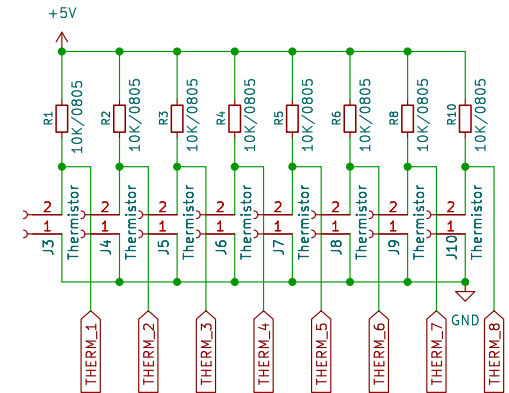 +5V
R1 10K/0805 R2 10K/0805 R3 10K/0805 R4 10K/0805 R5 10K/0805 R6 10K/0805 R8 10K/0805 R10 10K/0805
2 2 2 2 2 2 2 2
1 1 1 1 1 1 1 1
J3 Thermistor J4 Thermistor J5 Thermistor J6 Thermistor J7 Thermistor J8 Thermistor J9 Thermistor J10 Thermistor
GND
THERM_1 THERM_2 THERM_3 THERM_4 THERM_5 THERM_6 THERM_7 THERM_8